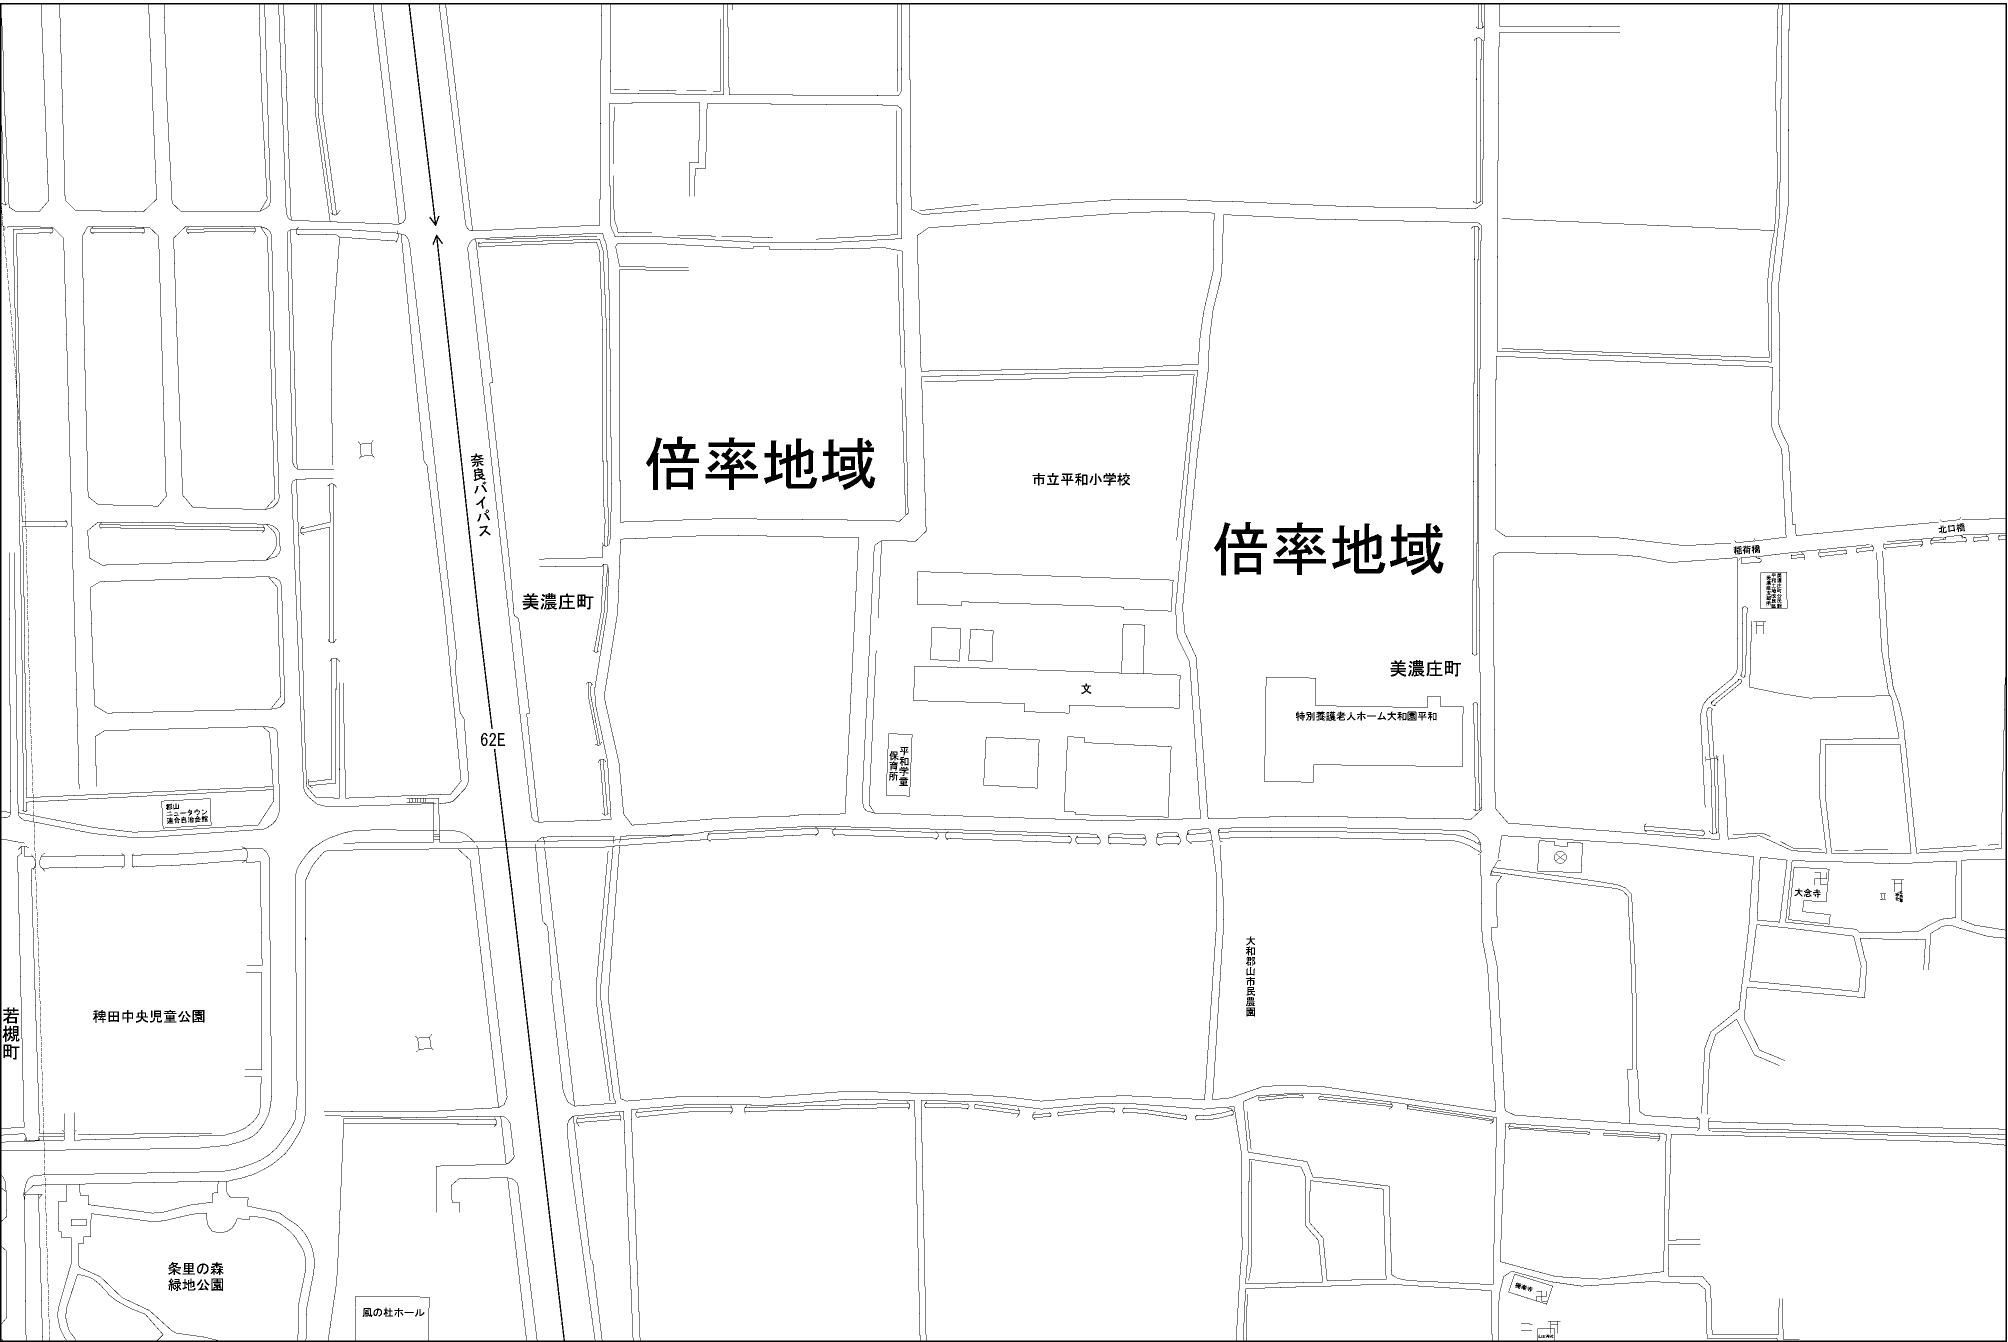 倍率地域
市立平和小学校
奈良バイパス
倍率地域
北口橋
稲荷橋
美濃庄町
美濃庄町
文
特別養護老人ホーム大和園平和
62E
平和学童
保育所
郡山
ニュータウン
連合自治会館
大念寺
大和郡山市民農園
稗田中央児童公園
若槻町
条里の森
緑地公園
風の杜ホール